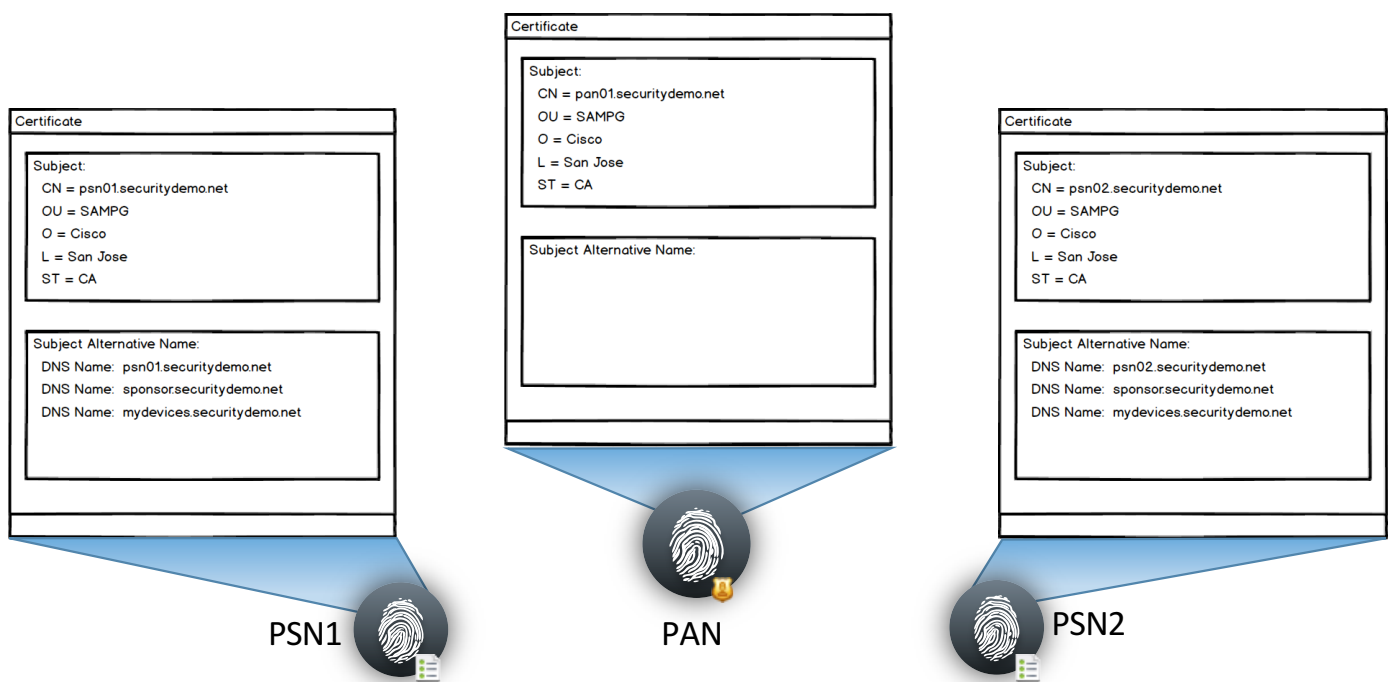 Certificate
Subject:
CN = psn01.securitydemo.net
OU = SAMPG
O = Cisco
L = San Jose
ST = CA
Subject Alternative Name:
DNS Name: psn01.securitydemo.net
DNS Name: sponsor.securitydemo.net
DNS Name: mydevices.securitydemo.net
PSN1
Certificate
Subject:
CN = pan01.securitydemo.net
OU = SAMPG
O = Cisco
L = San Jose
ST = CA
Subject Alternative Name:
PAN
Certificate
Subject:
CN = psn02.securitydemo.net
OU = SAMPG
O = Cisco
L = San Jose
ST = CA
Subject Alternative Name:
DNS Name: psn02.securitydemo.net
DNS Name: sponsor.securitydemo.net
DNS Name: mydevices.securitydemo.net
PSN2